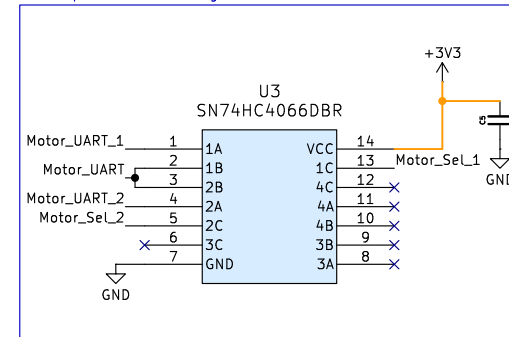 +3V3
U3
SN74HC4066DBR
Motor_UART_1 1 1A VCC 14
Motor_UART 2 1B 1C 13 Motor_Sel_1
3 2B 4C 12
Motor_UART_2 4 2A 4A 11
Motor_Sel_2 5 2C 4B 10
6 3C 3B 9
7 GND 3A 8
GND
GND